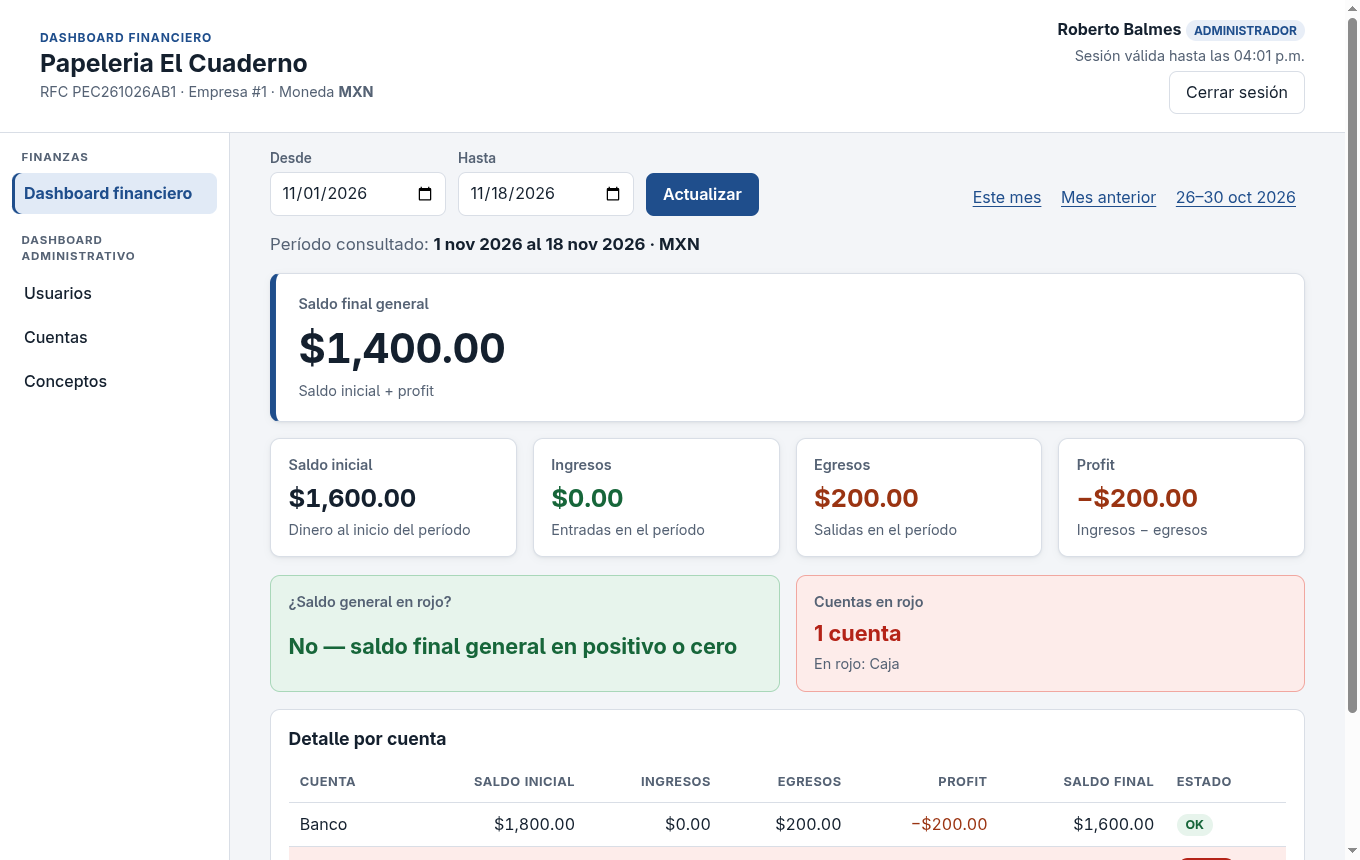 DASHBOARD FINANCIERO
Papeleria El Cuaderno
RFC PEC261026AB1 · Empresa #1 · Moneda MXN
Roberto Balmes ADMINISTRADOR
Sesión válida hasta las 04:01 p.m.
Cerrar sesión
FINANZAS
Dashboard financiero
DASHBOARD
ADMINISTRATIVO
Usuarios
Cuentas
Conceptos
Desde Hasta
11/01/2026 11/18/2026 Actualizar Este mes Mes anterior 26–30 oct 2026
Período consultado: 1 nov 2026 al 18 nov 2026 · MXN
Saldo final general
$1,400.00
Saldo inicial + profit
Saldo inicial
$1,600.00
Dinero al inicio del período
Ingresos
$0.00
Entradas en el período
Egresos
$200.00
Salidas en el período
Profit
−$200.00
Ingresos − egresos
¿Saldo general en rojo?
No — saldo final general en positivo o cero
Cuentas en rojo
1 cuenta
En rojo: Caja
Detalle por cuenta
CUENTA SALDO INICIAL INGRESOS EGRESOS PROFIT SALDO FINAL ESTADO
Banco $1,800.00 $0.00 $200.00 −$200.00 $1,600.00 OK